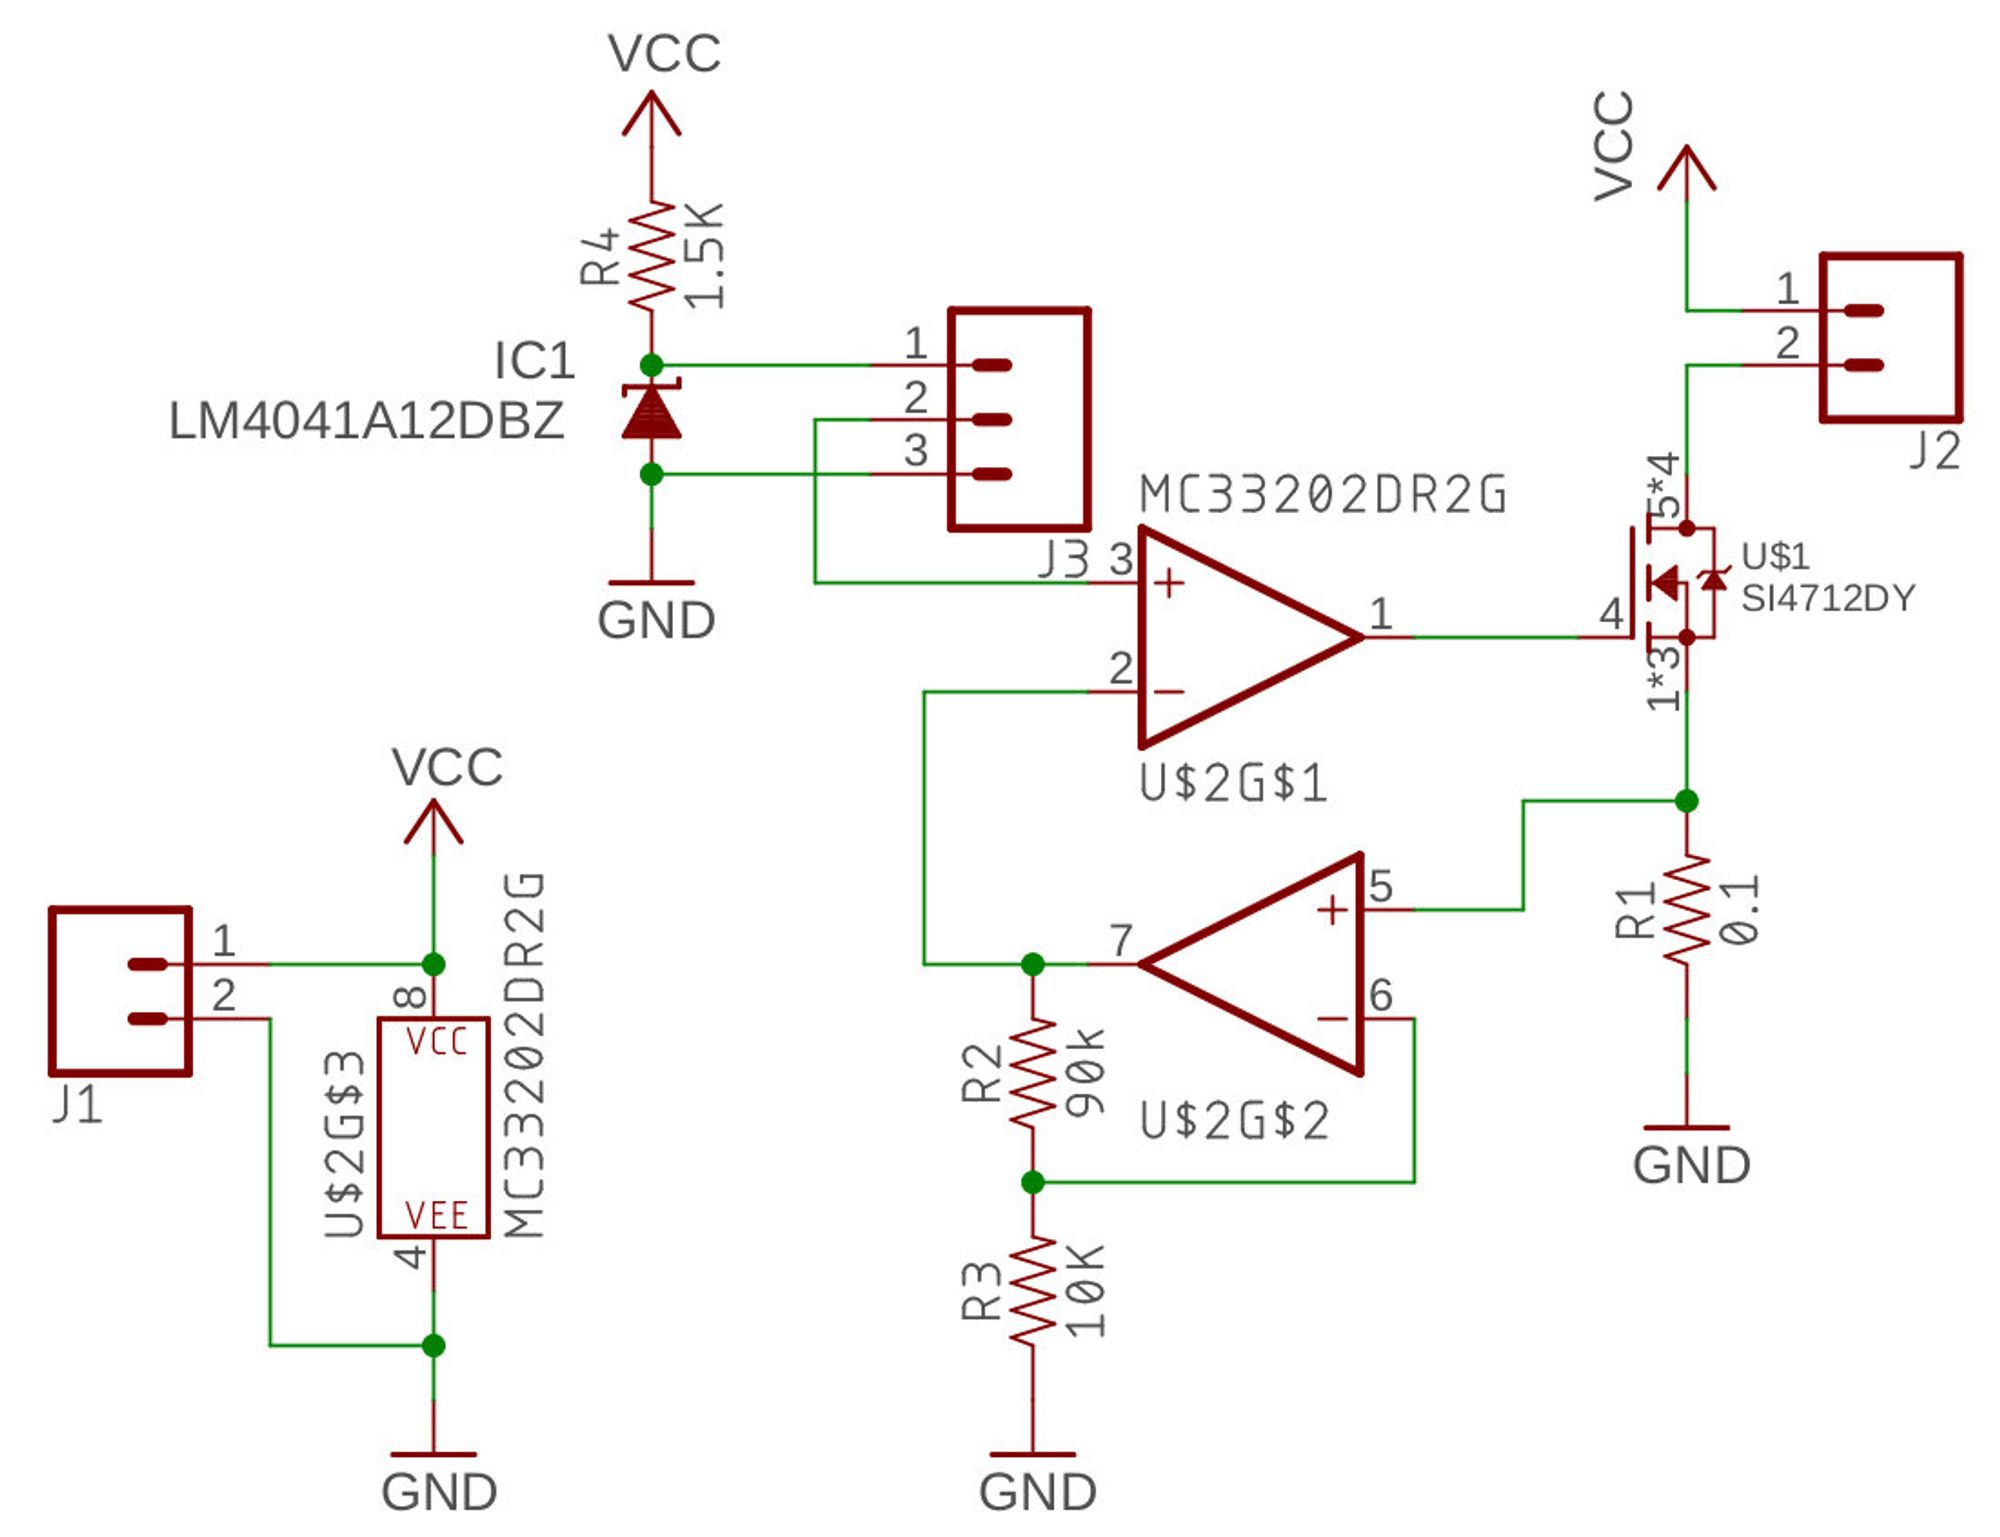 VCC
R4
1.5K
IC1
LM4041A12DBZ
GND
1
2
3
J3
MC33202DR2G
3
+
2
−
1
U$2G$1
VCC
1
2
J2
5*4
4
1*3
U$1
SI4712DY
R1
0.1
GND
5
+
6
−
7
U$2G$2
R2
90k
R3
10K
GND
VCC
1
2
J1
8
VCC
VEE
4
U$2G$3
MC33202DR2G
GND